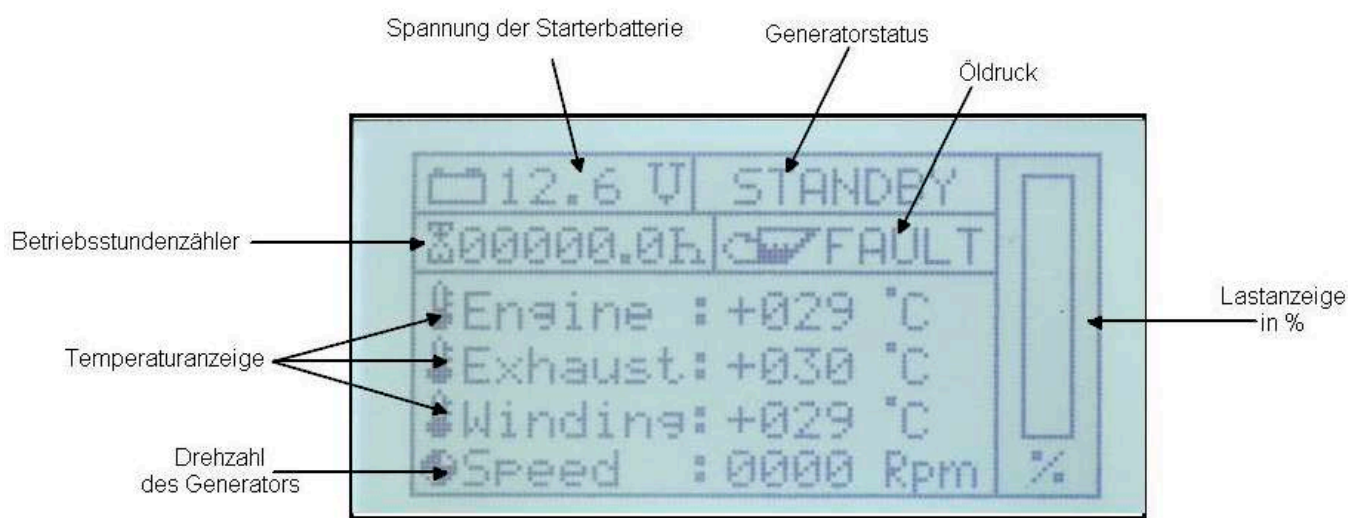 Spannung der Starterbatterie
Generatorstatus
Öldruck
12.6 V
STANDBY
Betriebsstundenzähler
00000.0h
FAULT
Engine :+029 °C
Lastanzeige
in %
Temperaturanzeige
Exhaust:+030 °C
Winding:+029 °C
Drehzahl
des Generators
Speed :0000 Rpm
%